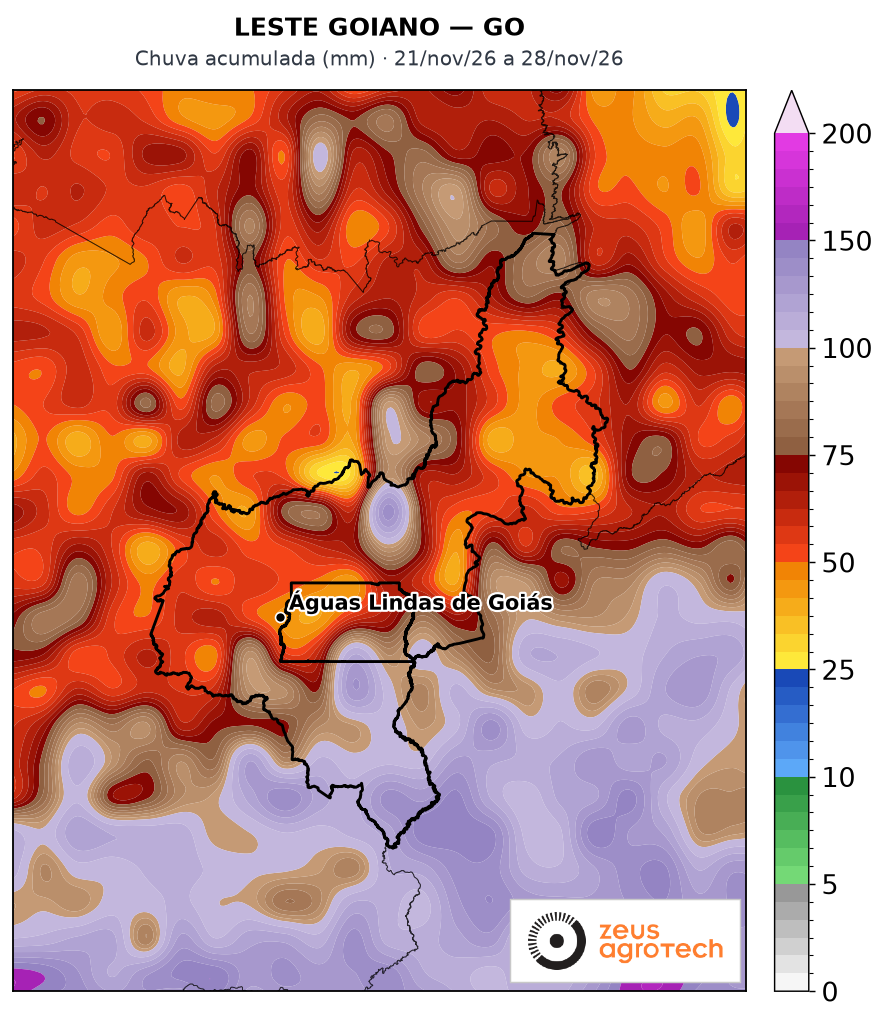 LESTE GOIANO — GO
Chuva acumulada (mm) · 21/nov/26 a 28/nov/26
200
150
100
75
50
25
10
5
0
Águas Lindas de Goiás
zeus
agrotech